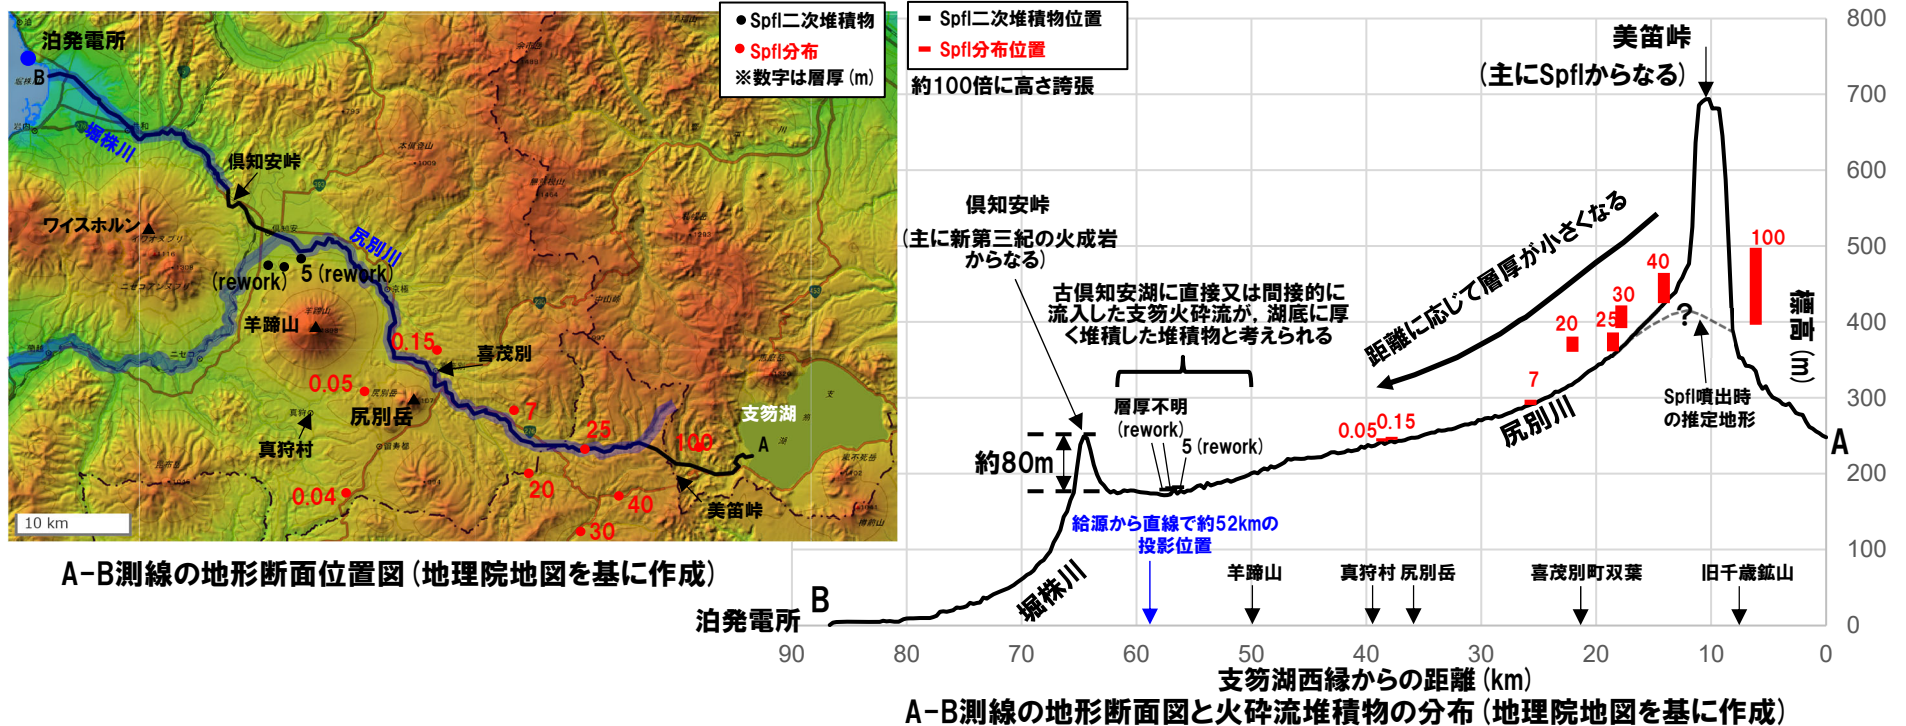 ● Spfl二次堆積物
● Spfl分布
※数字は層厚(m)
泊発電所
B
堀株川
倶知安峠
ワイスホルン
尻別川
(rework)
5 (rework)
羊蹄山
0.15
喜茂別
0.05
尻別岳
真狩村
7
25
100
支笏湖
A
0.04
20
40
30
美笛峠
10 km
A-B測線の地形断面位置図(地理院地図を基に作成)
Spfl二次堆積物位置
Spfl分布位置
約100倍に高さ誇張
美笛峠
(主にSpflからなる)
倶知安峠
(主に新第三紀の火成岩
からなる)
古倶知安湖に直接又は間接的に
流入した支笏火砕流が,湖底に厚
く堆積した堆積物と考えられる
距離に応じて層厚が小さくなる
層厚不明
(rework)
5 (rework)
約80m
0.05
0.15
7
20
25
30
40
100
?
Spfl噴出時
の推定地形
尻別川
堀株川
給源から直線で約52kmの
投影位置
羊蹄山
真狩村
尻別岳
喜茂別町双葉
旧千歳鉱山
泊発電所
B
A
標高(m)
800
700
600
500
400
300
200
100
0
90
80
70
60
50
40
30
20
10
0
支笏湖西縁からの距離(km)
A-B測線の地形断面図と火砕流堆積物の分布(地理院地図を基に作成)